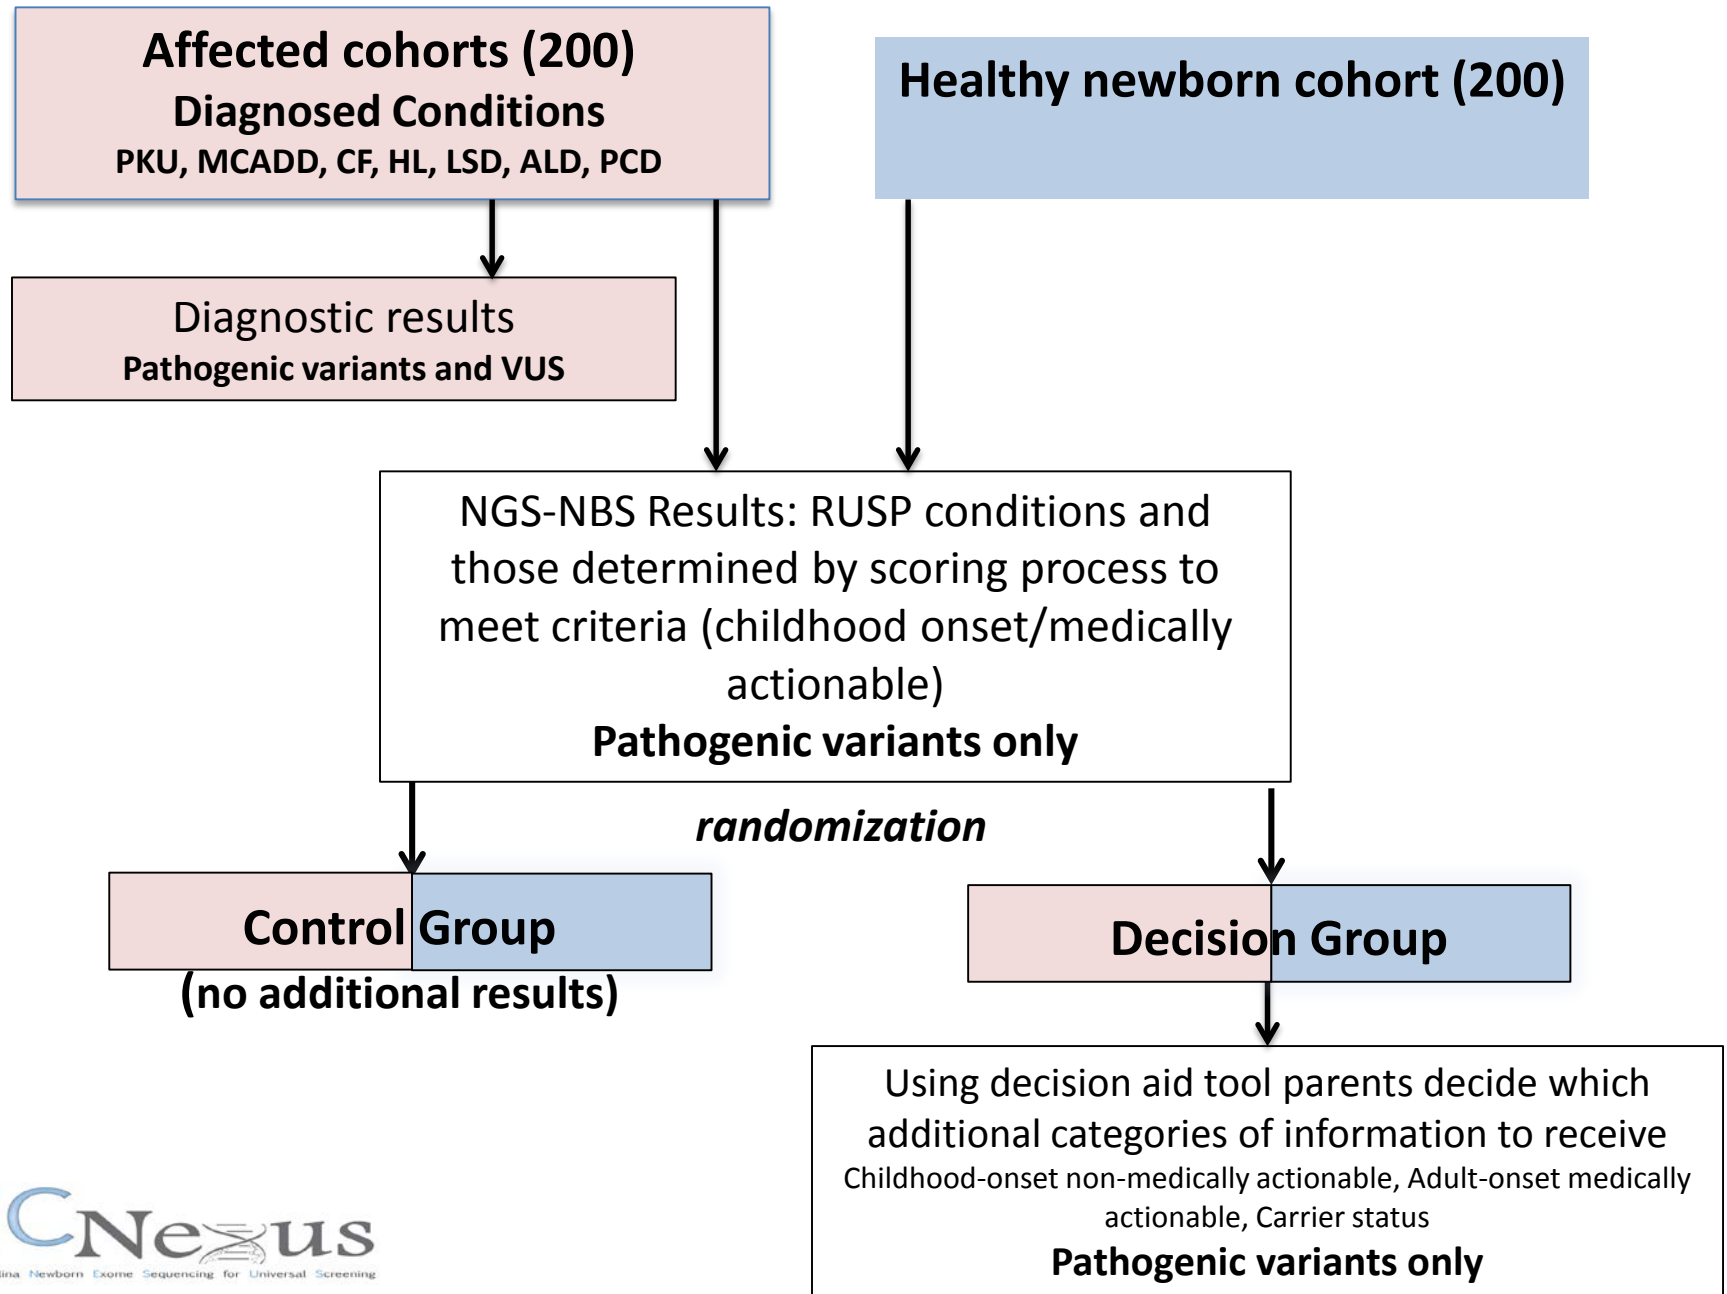 Affected cohorts (200)
Diagnosed Conditions
PKU, MCADD, CF, HL, LSD, ALD, PCD
Healthy newborn cohort (200)
Diagnostic results
Pathogenic variants and VUS
NGS-NBS Results: RUSP conditions and
those determined by scoring process to
meet criteria (childhood onset/medically
actionable)
Pathogenic variants only
randomization
Control Group
(no additional results)
Decision Group
Using decision aid tool parents decide which
additional categories of information to receive
Childhood-onset non-medically actionable, Adult-onset medically
actionable, Carrier status
Pathogenic variants only
CNexus
lina Newborn Exome Sequencing for Universal Screening